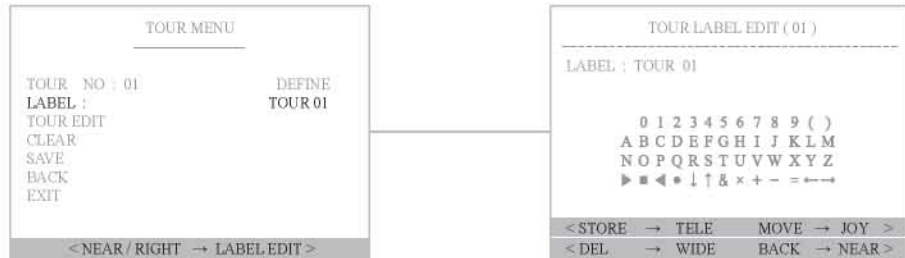 TOUR MENU
TOUR NO : 01 DEFINE
LABEL : TOUR 01
TOUR EDIT
CLEAR
SAVE
BACK
EXIT
< NEAR / RIGHT → LABEL EDIT >
TOUR LABEL EDIT ( 01 )
LABEL : TOUR 01
0 1 2 3 4 5 6 7 8 9 ( )
A B C D E F G H I J K L M
N O P Q R S T U V W X Y Z
▶ ■ ◀ ● ↓ ↑ & × + − = ← →
< STORE → TELE MOVE → JOY >
< DEL → WIDE BACK → NEAR >